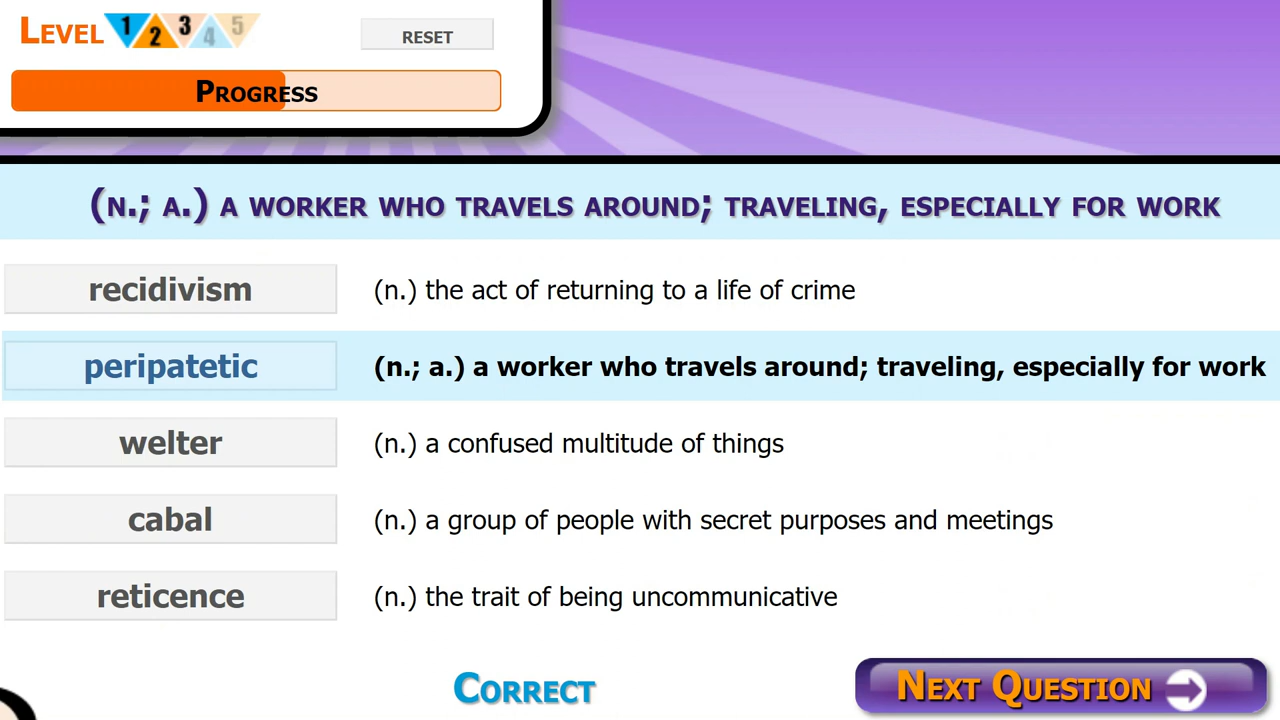 LEVEL 1 2 3 4 5
RESET
PROGRESS
(N.; A.) A WORKER WHO TRAVELS AROUND; TRAVELING, ESPECIALLY FOR WORK
recidivism (n.) the act of returning to a life of crime
peripatetic (n.; a.) a worker who travels around; traveling, especially for work
welter (n.) a confused multitude of things
cabal (n.) a group of people with secret purposes and meetings
reticence (n.) the trait of being uncommunicative
CORRECT
NEXT QUESTION